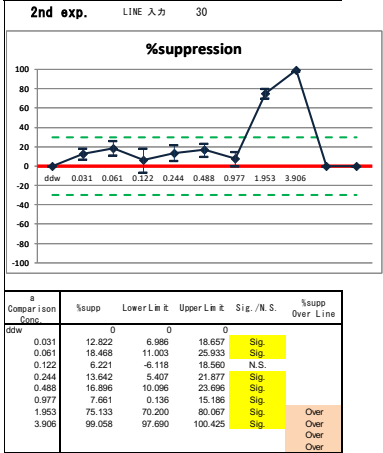 2nd exp. LINE 入力 30
%suppression
100
80
60
40
20
0
ddw 0.031 0.061 0.122 0.244 0.488 0.977 1.953 3.906
-20
-40
-60
-80
-100
a
Comparison Conc. %supp LowerLimit UpperLimit Sig./N.S. %supp Over Line
ddw 0 0 0
0.031 12.822 6.986 18.657 Sig.
0.061 18.468 11.003 25.933 Sig.
0.122 6.221 -6.118 18.560 N.S.
0.244 13.642 5.407 21.877 Sig.
0.488 16.896 10.096 23.696 Sig.
0.977 7.661 0.136 15.186 Sig.
1.953 75.133 70.200 80.067 Sig. Over
3.906 99.058 97.690 100.425 Sig. Over
Over
Over